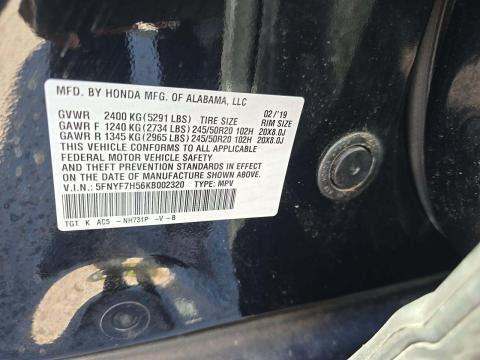 MFD. BY HONDA MFG. OF ALABAMA, LLC
02/'19
GVWR 2400 KG(5291 LBS) TIRE SIZE RIM SIZE
GAWR F 1240 KG(2734 LBS)245/50R20 102H 20X8.0J
GAWR R 1345 KG(2965 LBS)245/50R20 102H 20X8.0J
THIS VEHICLE CONFORMS TO ALL APPLICABLE
FEDERAL MOTOR VEHICLE SAFETY
AND THEFT PREVENTION STANDARDS IN EFFECT
ON THE DATE OF MANUFACTURE SHOWN ABOVE.
V.I.N.: 5FNYF7H56KB002320 TYPE: MPV
TG1 K AC5 -NH731P -V-B